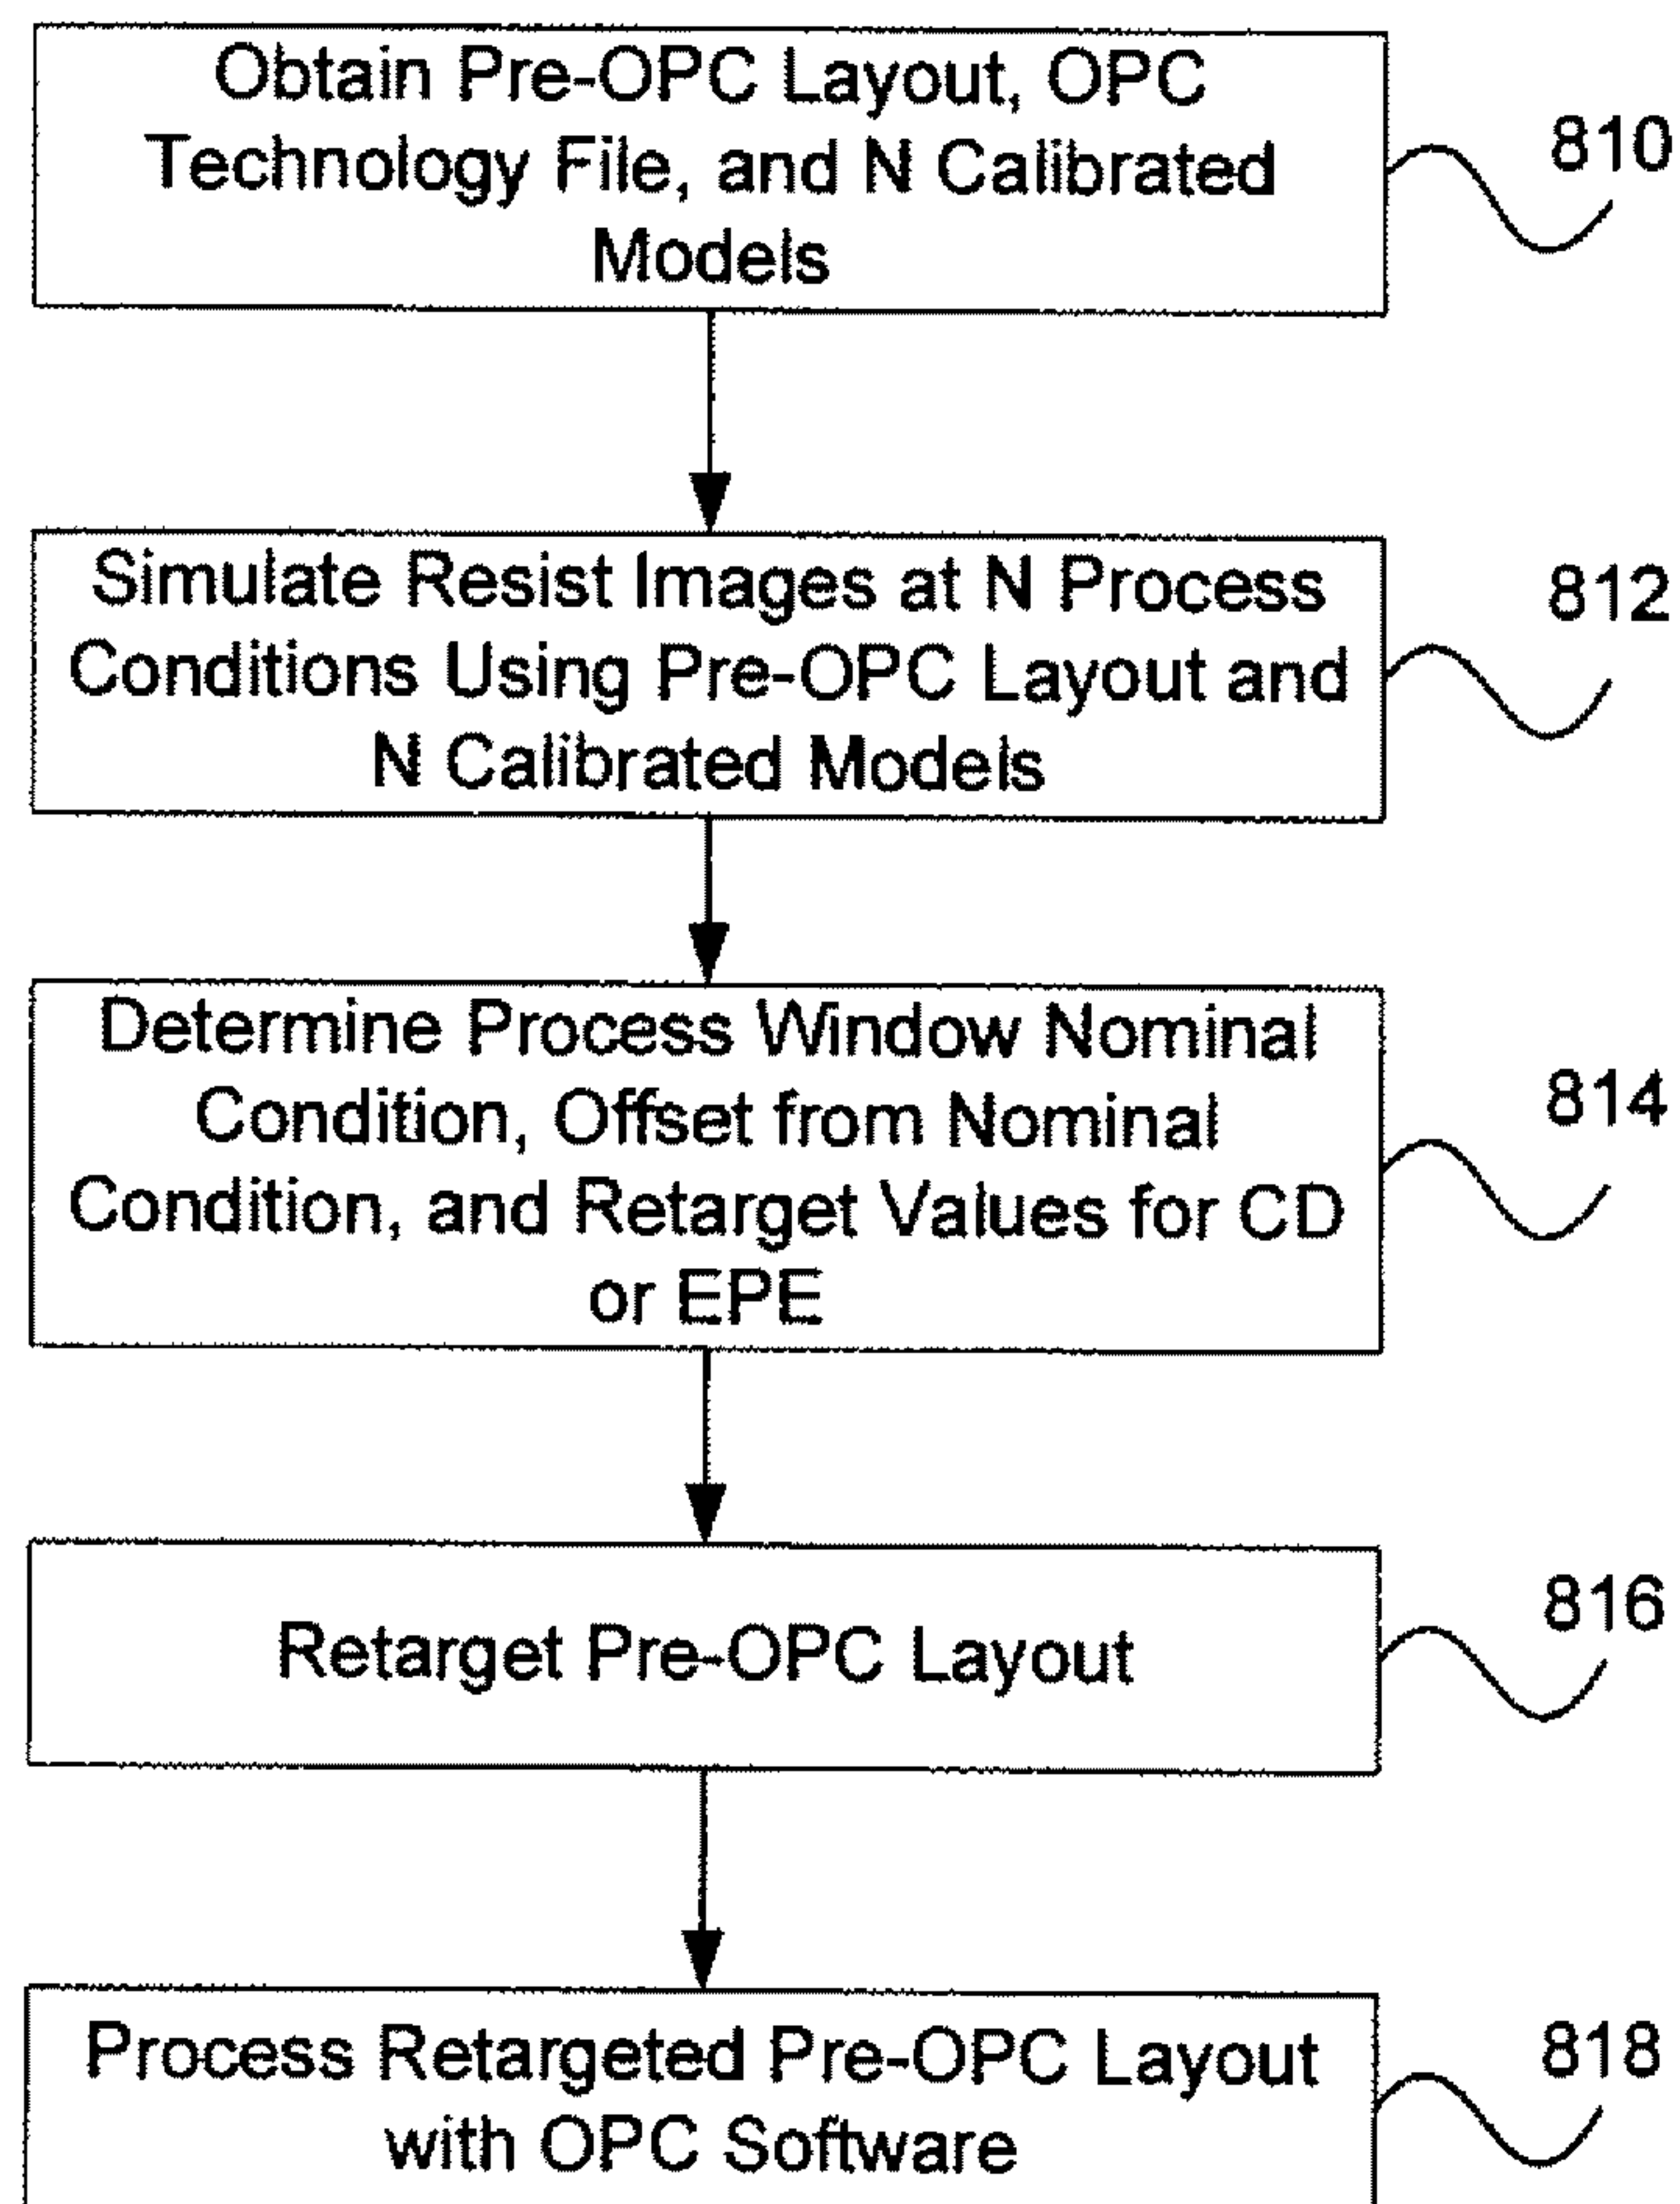 Obtain Pre-OPC Layout, OPC
Technology File, and N Calibrated
Models
810
Simulate Resist Images at N Process
Conditions Using Pre-OPC Layout and
N Calibrated Models
812
Determine Process Window Nominal
Condition, Offset from Nominal
Condition, and Retarget Values for CD
or EPE
814
Retarget Pre-OPC Layout
816
Process Retargeted Pre-OPC Layout
with OPC Software
818